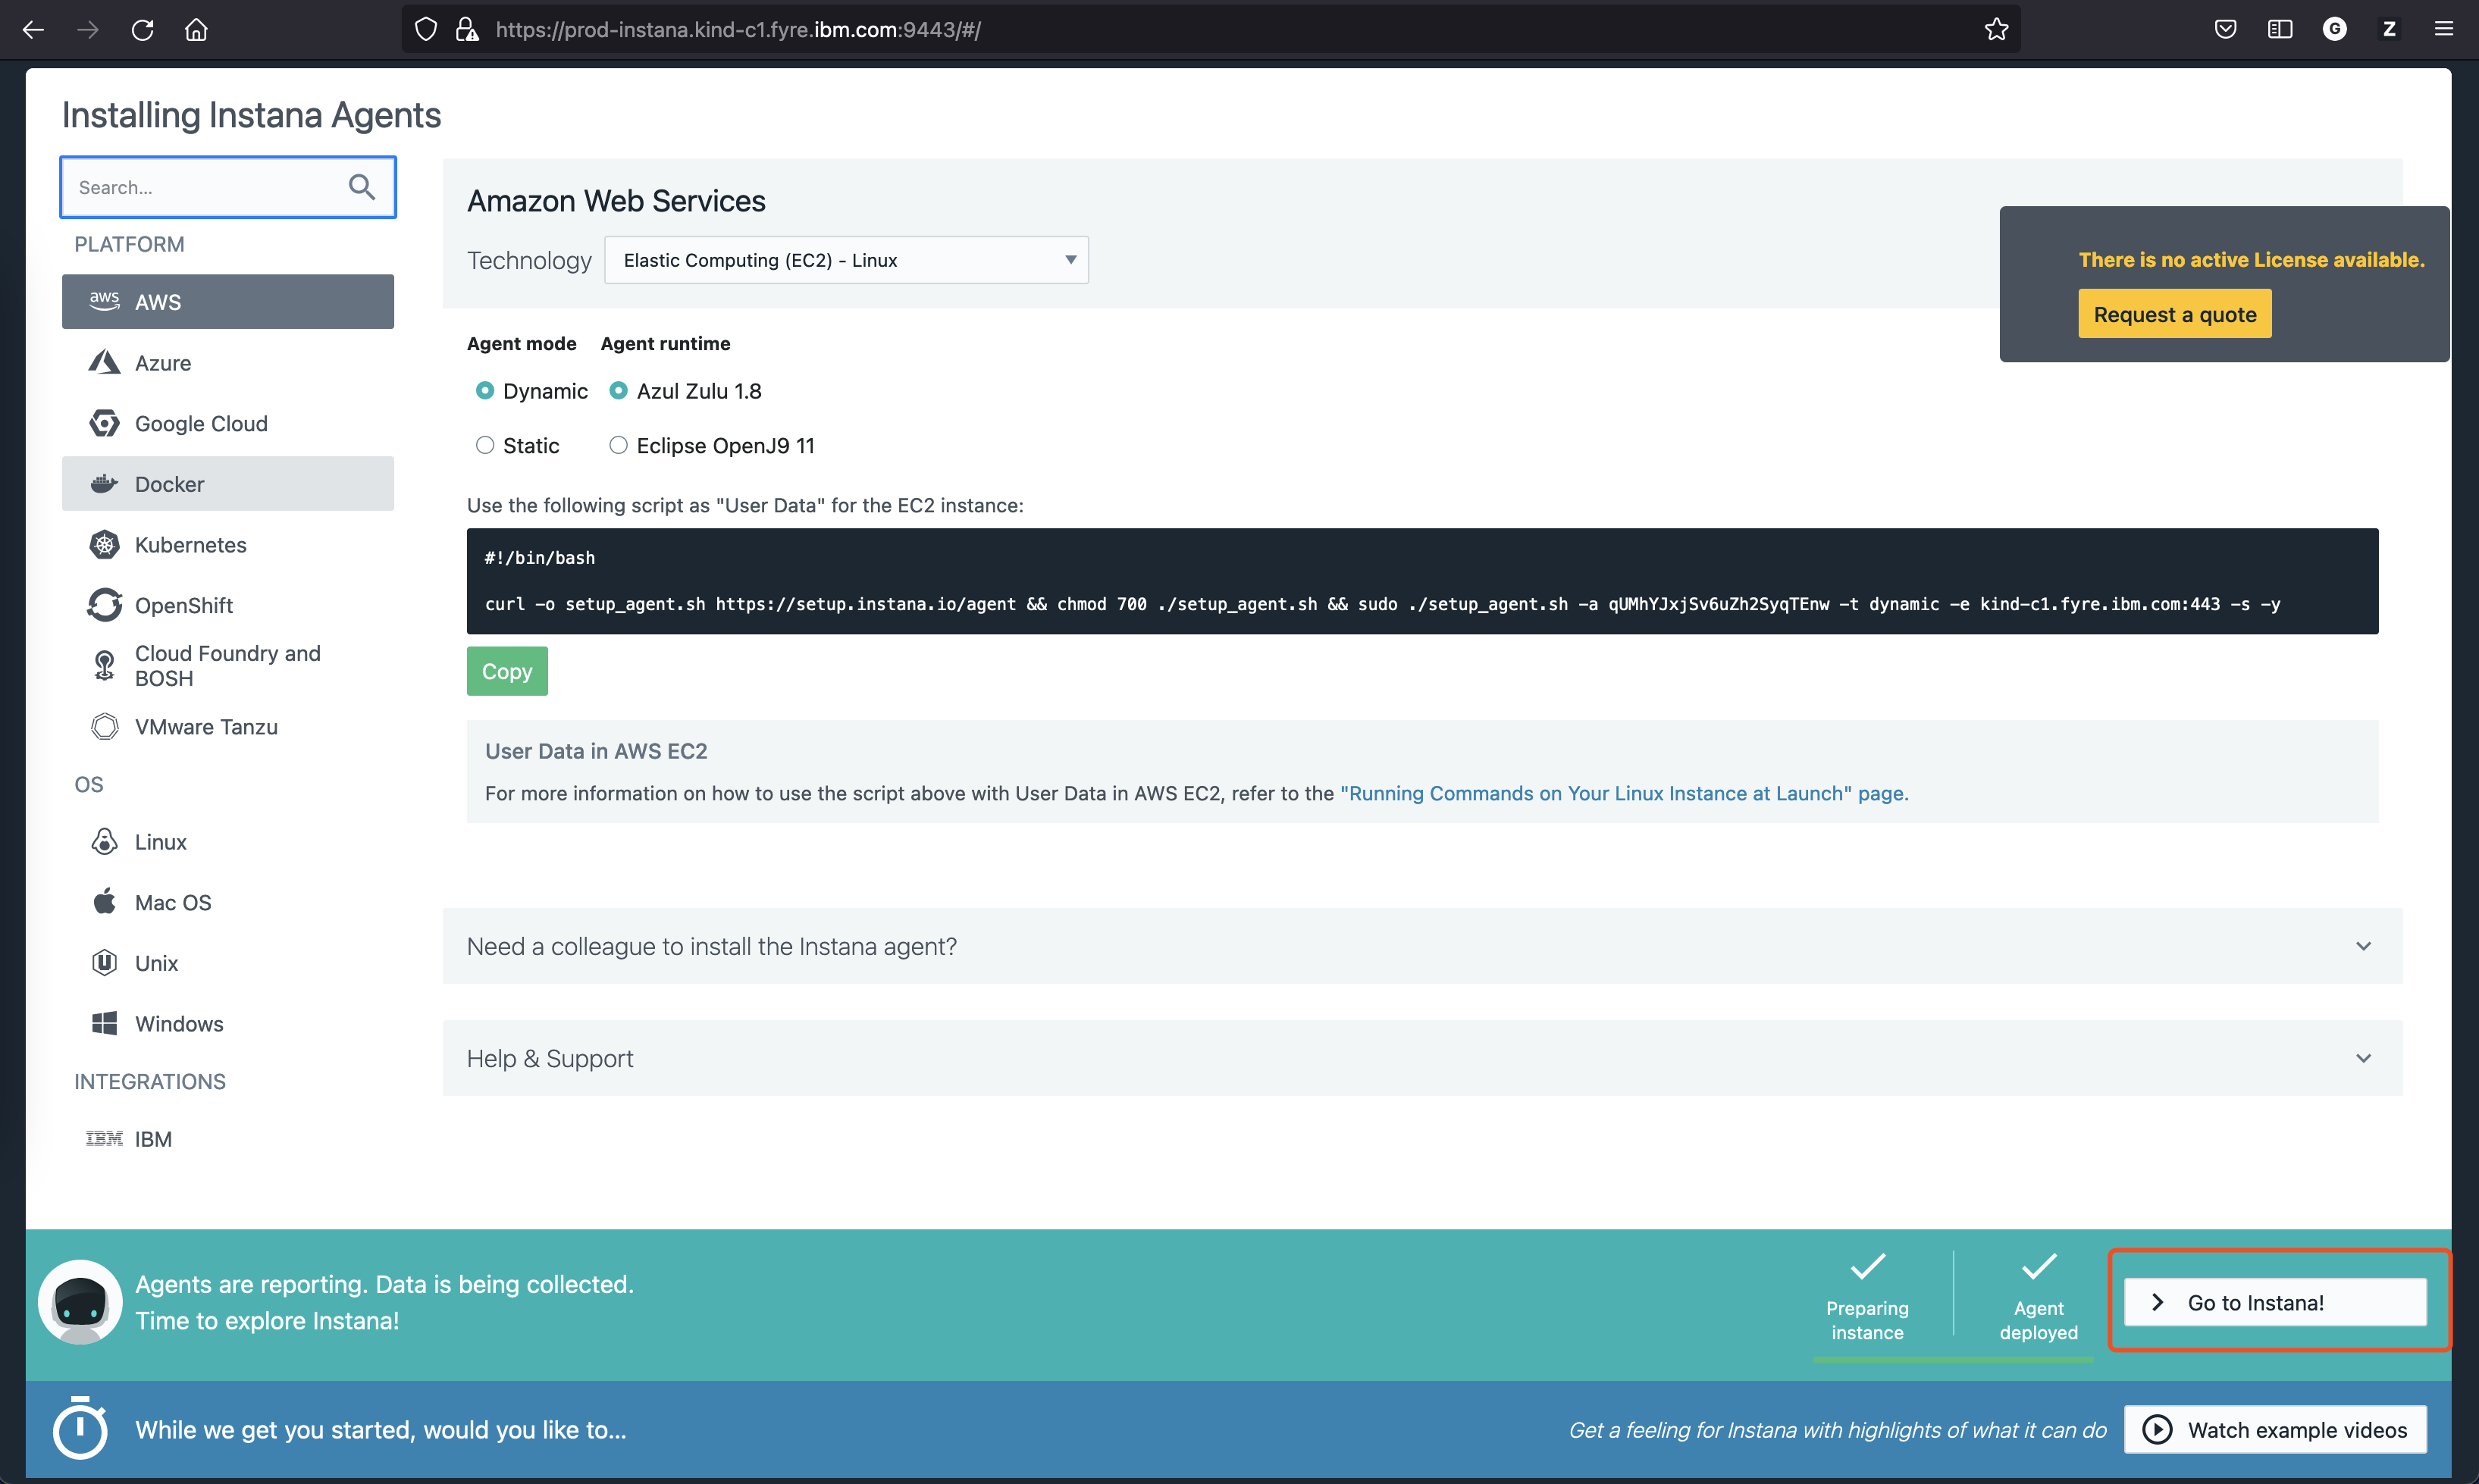 https://prod-instana.kind-c1.fyre.ibm.com:9443/#/
G
Z
Installing Instana Agents
Search...
PLATFORM
aws AWS
Azure
Google Cloud
Docker
Kubernetes
OpenShift
Cloud Foundry and
BOSH
VMware Tanzu
OS
Linux
Mac OS
Unix
Windows
INTEGRATIONS
IBM IBM
Amazon Web Services
Technology Elastic Computing (EC2) - Linux
There is no active License available.
Request a quote
Agent mode Agent runtime
Dynamic Azul Zulu 1.8
Static Eclipse OpenJ9 11
Use the following script as "User Data" for the EC2 instance:
#!/bin/bash
curl -o setup_agent.sh https://setup.instana.io/agent && chmod 700 ./setup_agent.sh && sudo ./setup_agent.sh -a qUMhYJxjSv6uZh2SyqTEnw -t dynamic -e kind-c1.fyre.ibm.com:443 -s -y
Copy
User Data in AWS EC2
For more information on how to use the script above with User Data in AWS EC2, refer to the "Running Commands on Your Linux Instance at Launch" page.
Need a colleague to install the Instana agent?
Help & Support
Agents are reporting. Data is being collected.
Time to explore Instana!
Preparing
instance
Agent
deployed
Go to Instana!
While we get you started, would you like to...
Get a feeling for Instana with highlights of what it can do
Watch example videos